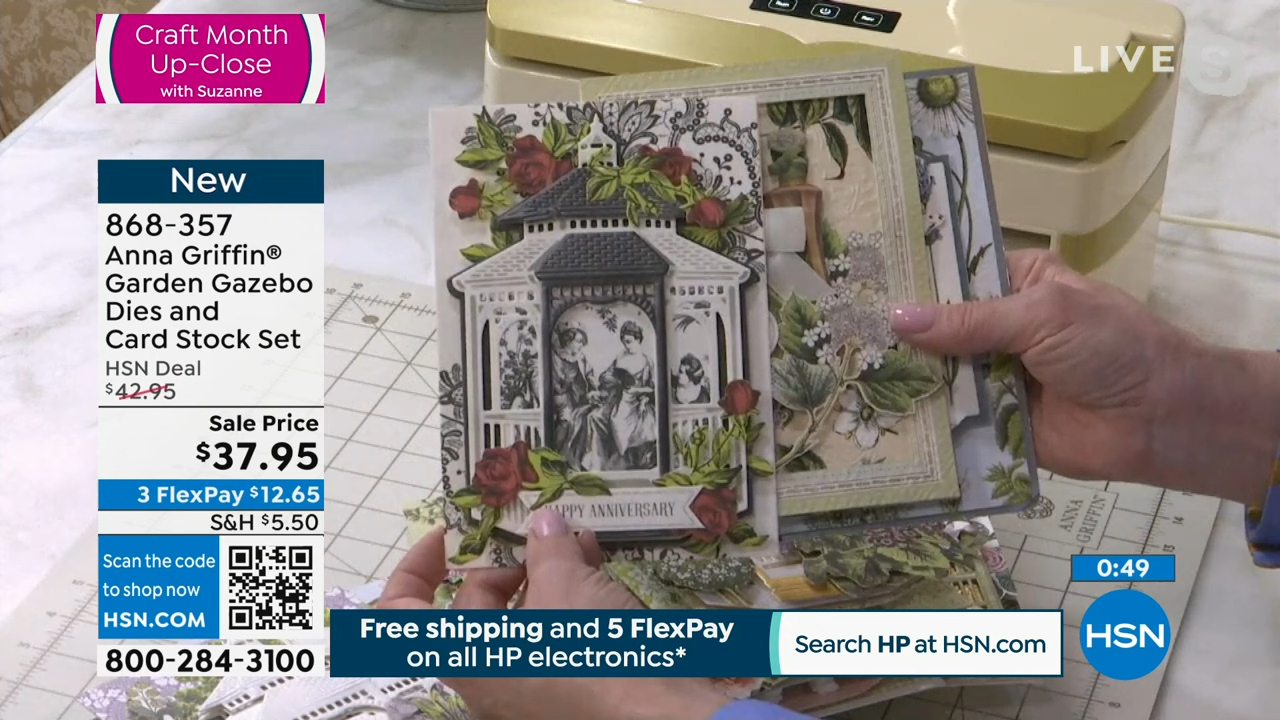 Craft Month
Up-Close
with Suzanne
LIVE
S
New
868-357
Anna Griffin®
Garden Gazebo
Dies and
Card Stock Set
HSN Deal
$42.95
Sale Price
$37.95
3 FlexPay $12.65
S&H $5.50
Scan the code
to shop now
HSN.COM
800-284-3100
HAPPY ANNIVERSARY
ANNA
GRIFFIN
0:49
HSN
Free shipping and 5 FlexPay
on all HP electronics*
Search HP at HSN.com